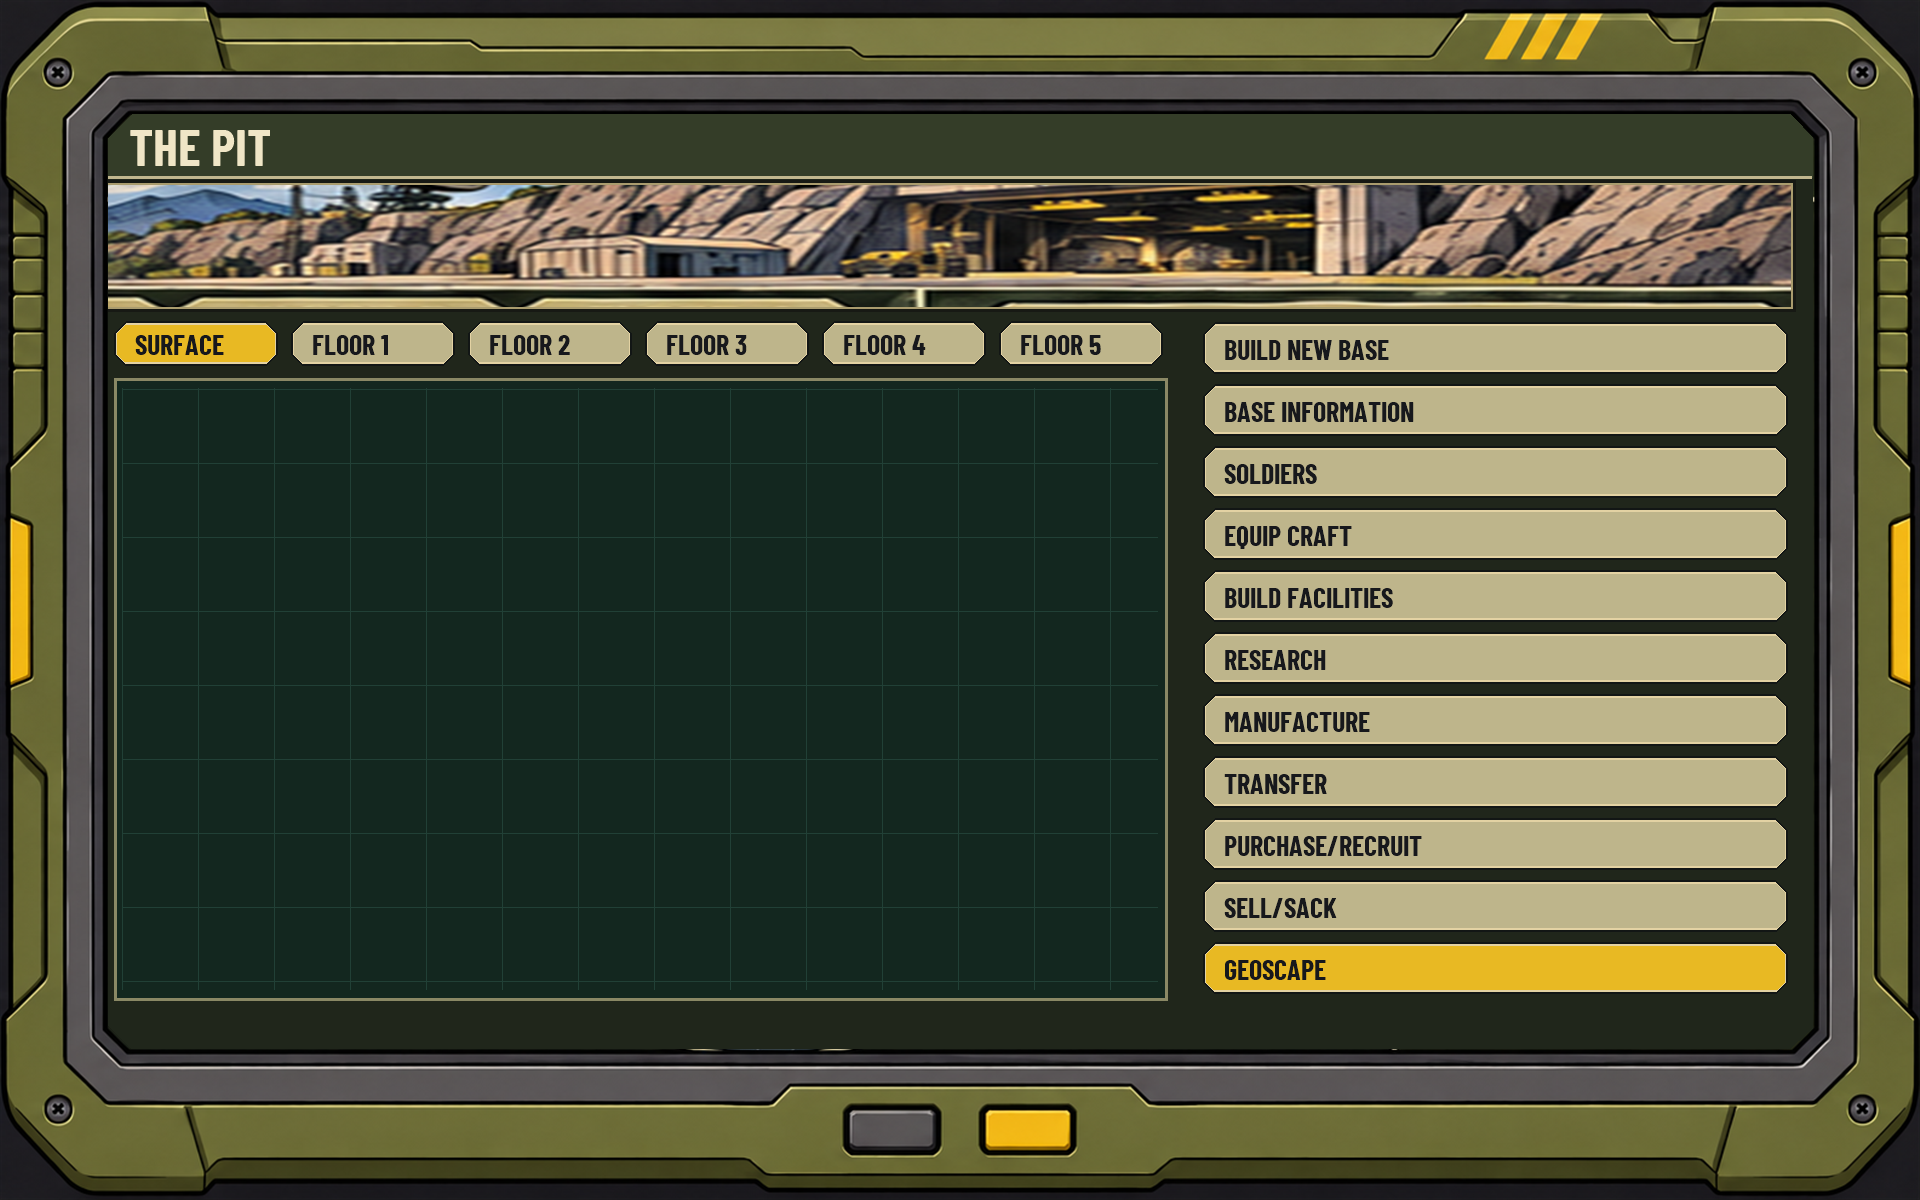 THE PIT
SURFACE
FLOOR 1
FLOOR 2
FLOOR 3
FLOOR 4
FLOOR 5
BUILD NEW BASE
BASE INFORMATION
SOLDIERS
EQUIP CRAFT
BUILD FACILITIES
RESEARCH
MANUFACTURE
TRANSFER
PURCHASE/RECRUIT
SELL/SACK
GEOSCAPE